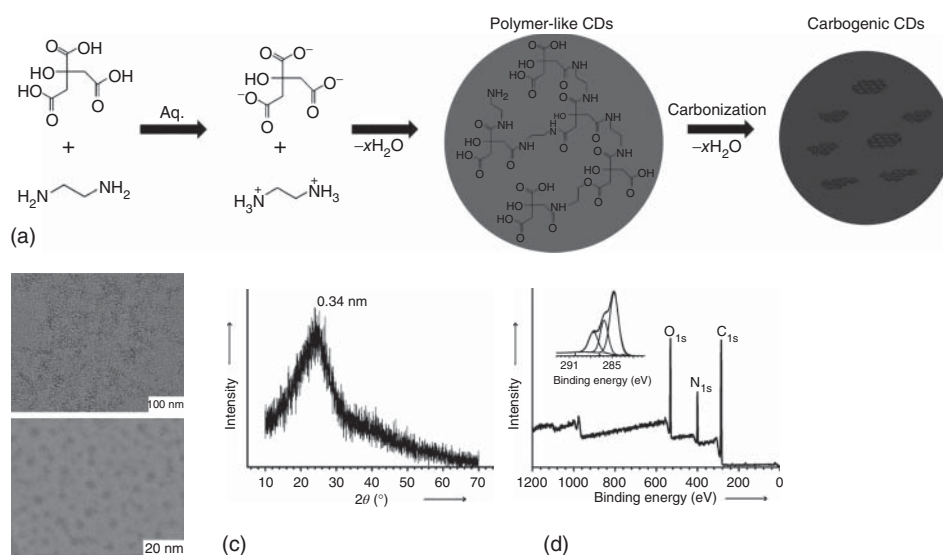 Polymer-like CDs
Carbogenic CDs
O
OH
HO
OH
HO
O
O
+
H₂N
NH₂
Aq.
O
O⁻
HO
O⁻
⁻O
O
O
+
H₃N⁺
NH₃⁺
–xH₂O
Carbonization
–xH₂O
(a)
100 nm
20 nm
0.34 nm
Intensity
10 20 30 40 50 60 70
2θ (°)
(c)
O1s
C1s
N1s
291 285
Binding energy (eV)
Intensity
1200 1000 800 600 400 200 0
Binding energy (eV)
(d)